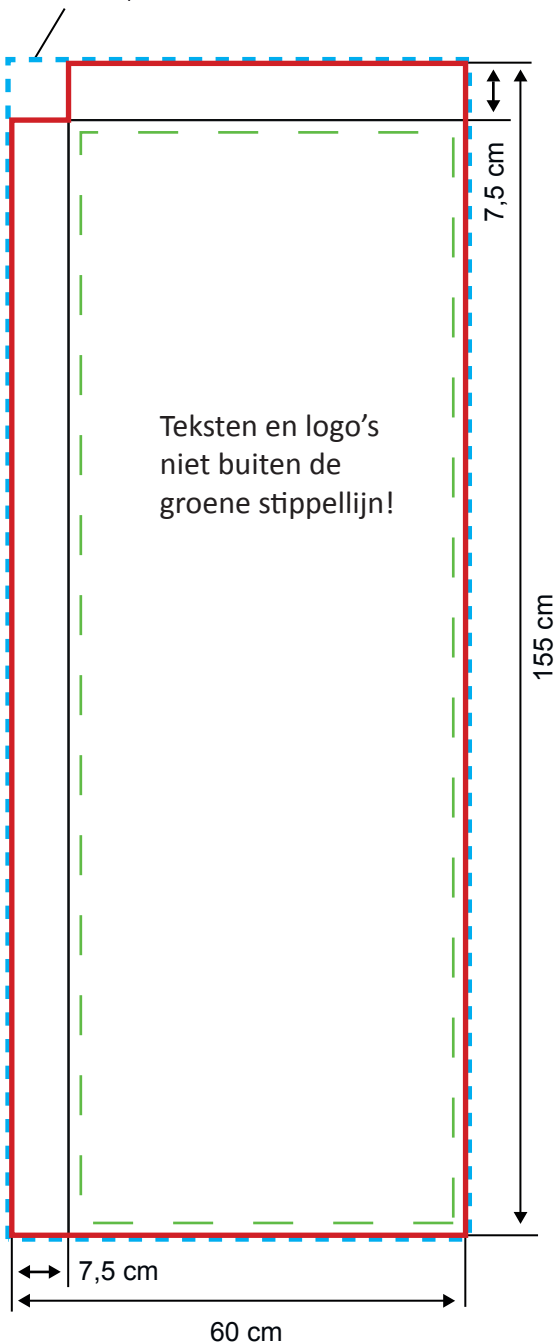 7,5 cm
Teksten en logo’s
niet buiten de
groene stippellijn!
155 cm
7,5 cm
60 cm